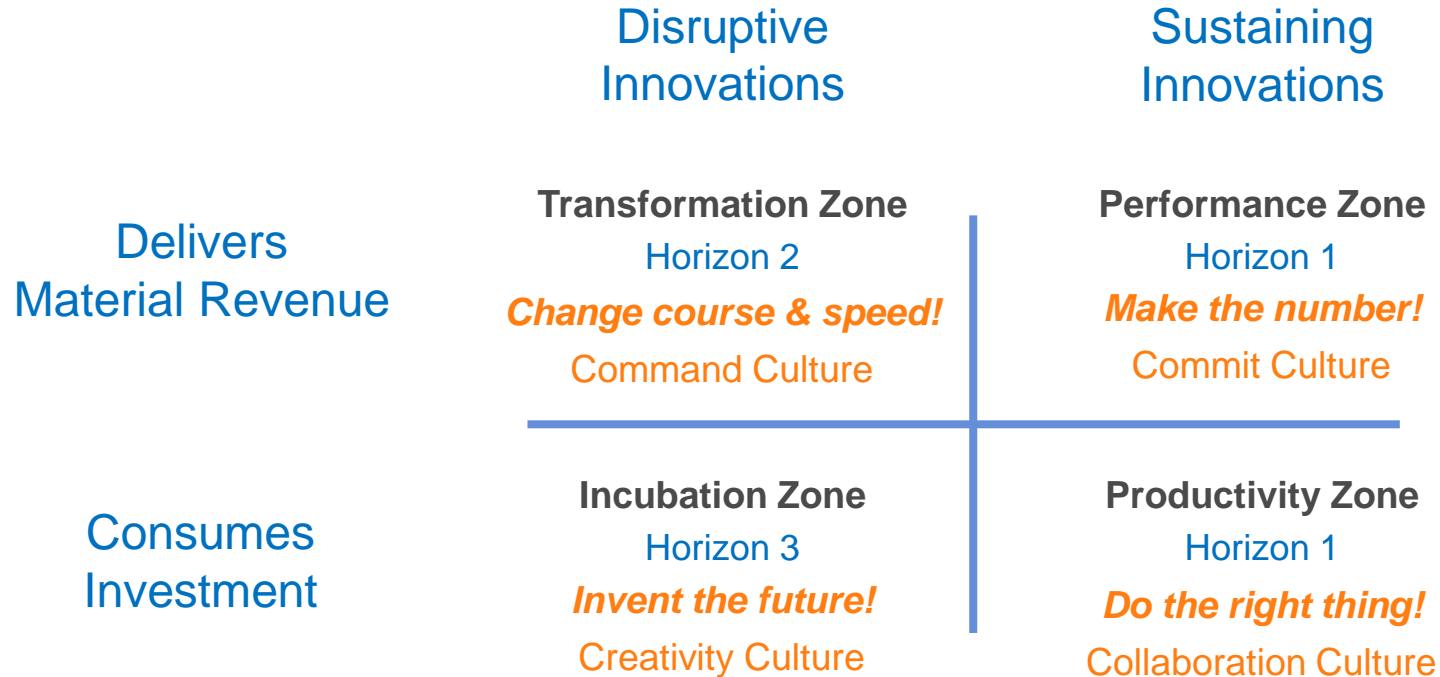 Disruptive
Innovations
Sustaining
Innovations
Delivers
Material Revenue
Transformation Zone
Horizon 2
Change course & speed!
Command Culture
Performance Zone
Horizon 1
Make the number!
Commit Culture
Consumes
Investment
Incubation Zone
Horizon 3
Invent the future!
Creativity Culture
Productivity Zone
Horizon 1
Do the right thing!
Collaboration Culture